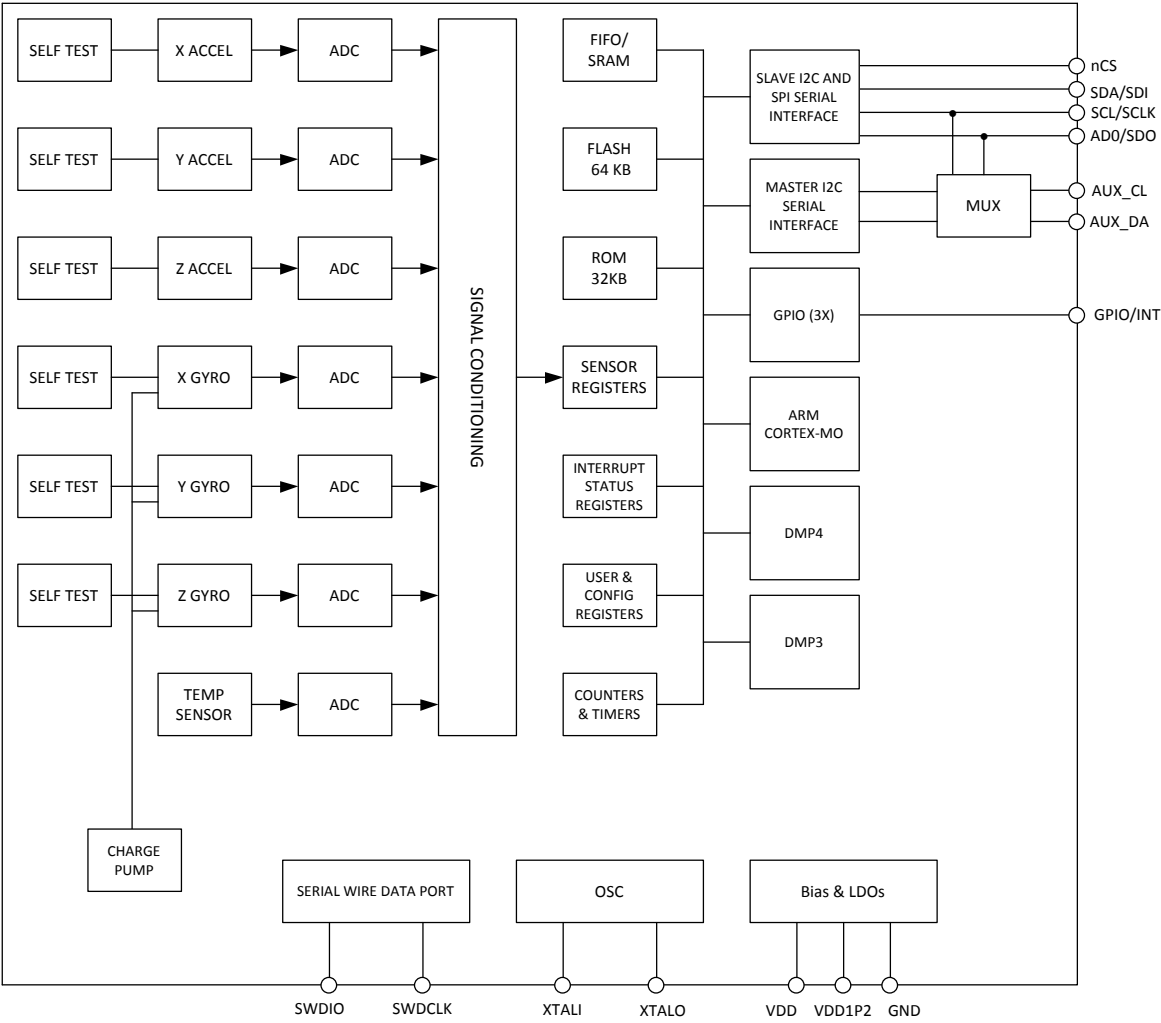 SELF TEST
X ACCEL
ADC
SELF TEST
Y ACCEL
ADC
SELF TEST
Z ACCEL
ADC
SELF TEST
X GYRO
ADC
SELF TEST
Y GYRO
ADC
SELF TEST
Z GYRO
ADC
TEMP
SENSOR
ADC
SIGNAL CONDITIONING
FIFO/
SRAM
FLASH
64 KB
ROM
32KB
SENSOR
REGISTERS
INTERRUPT
STATUS
REGISTERS
USER &
CONFIG
REGISTERS
COUNTERS
& TIMERS
SLAVE I2C AND
SPI SERIAL
INTERFACE
MASTER I2C
SERIAL
INTERFACE
GPIO (3X)
ARM
CORTEX-MO
DMP4
DMP3
MUX
nCS
SDA/SDI
SCL/SCLK
AD0/SDO
AUX_CL
AUX_DA
GPIO/INT
CHARGE
PUMP
SERIAL WIRE DATA PORT
OSC
Bias & LDOs
SWDIO
SWDCLK
XTALI
XTALO
VDD
VDD1P2
GND